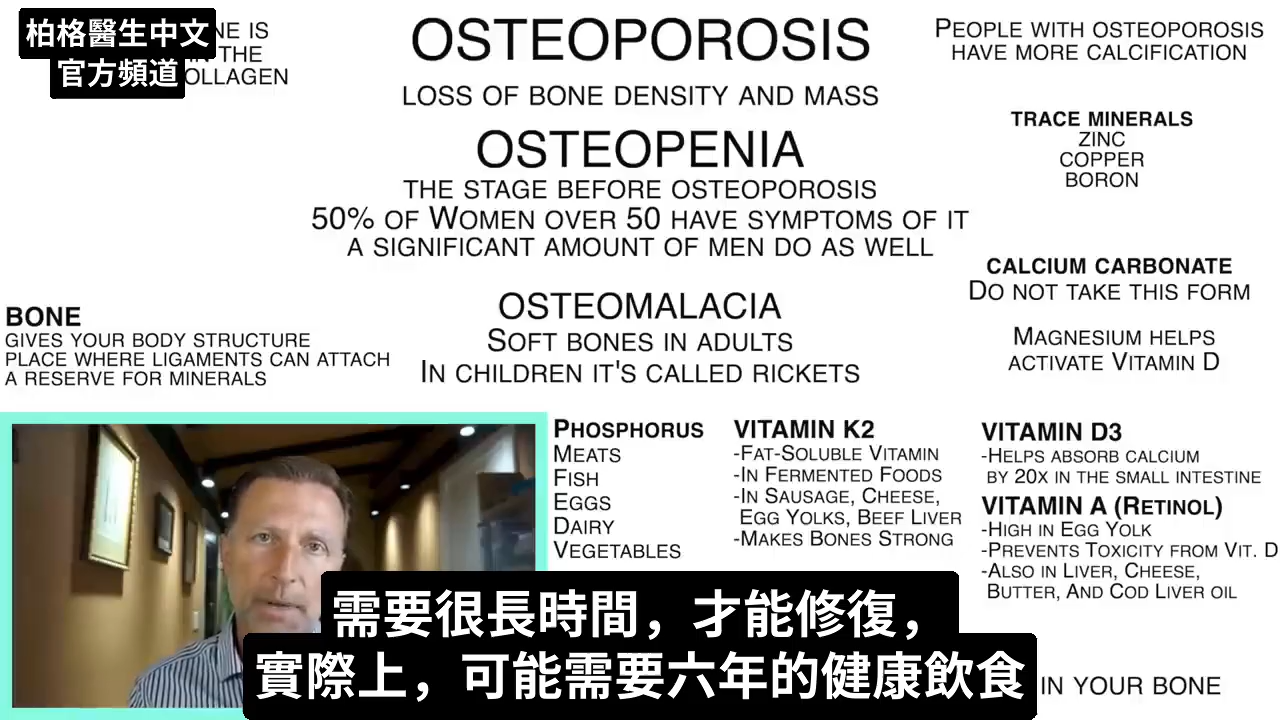 柏格醫生中文
官方頻道
NE IS
THE
OLLAGEN
OSTEOPOROSIS
LOSS OF BONE DENSITY AND MASS
OSTEOPENIA
THE STAGE BEFORE OSTEOPOROSIS
50% OF WOMEN OVER 50 HAVE SYMPTOMS OF IT
A SIGNIFICANT AMOUNT OF MEN DO AS WELL
OSTEOMALACIA
SOFT BONES IN ADULTS
IN CHILDREN IT'S CALLED RICKETS
PEOPLE WITH OSTEOPOROSIS
HAVE MORE CALCIFICATION
TRACE MINERALS
ZINC
COPPER
BORON
CALCIUM CARBONATE
DO NOT TAKE THIS FORM
MAGNESIUM HELPS
ACTIVATE VITAMIN D
BONE
GIVES YOUR BODY STRUCTURE
PLACE WHERE LIGAMENTS CAN ATTACH
A RESERVE FOR MINERALS
PHOSPHORUS
MEATS
FISH
EGGS
DAIRY
VEGETABLES
VITAMIN K2
-FAT-SOLUBLE VITAMIN
-IN FERMENTED FOODS
-IN SAUSAGE, CHEESE,
EGG YOLKS, BEEF LIVER
-MAKES BONES STRONG
VITAMIN D3
-HELPS ABSORB CALCIUM
BY 20X IN THE SMALL INTESTINE
VITAMIN A (RETINOL)
-HIGH IN EGG YOLK
-PREVENTS TOXICITY FROM VIT. D
-ALSO IN LIVER, CHEESE,
BUTTER, AND COD LIVER OIL
IN YOUR BONE
需要很長時間，才能修復，
實際上，可能需要六年的健康飲食